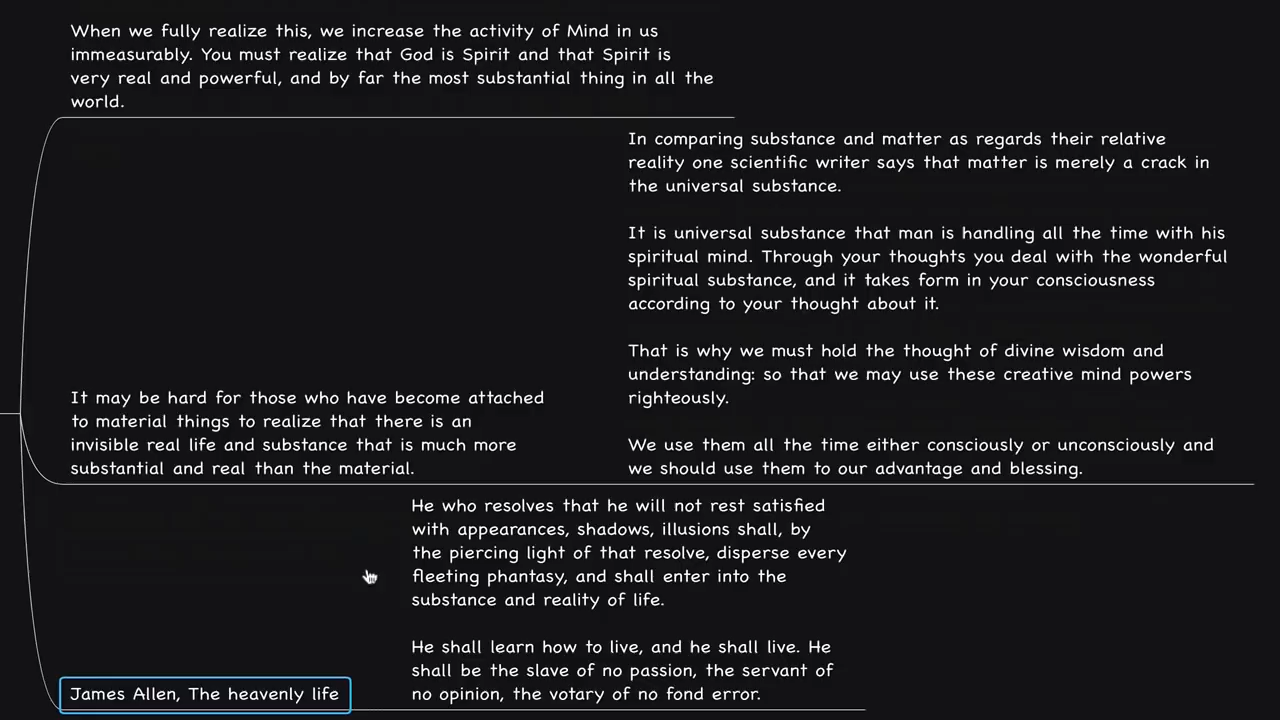 When we fully realize this, we increase the activity of Mind in us
immeasurably. You must realize that God is Spirit and that Spirit is
very real and powerful, and by far the most substantial thing in all the
world.
It may be hard for those who have become attached
to material things to realize that there is an
invisible real life and substance that is much more
substantial and real than the material.
In comparing substance and matter as regards their relative
reality one scientific writer says that matter is merely a crack in
the universal substance.
It is universal substance that man is handling all the time with his
spiritual mind. Through your thoughts you deal with the wonderful
spiritual substance, and it takes form in your consciousness
according to your thought about it.
That is why we must hold the thought of divine wisdom and
understanding: so that we may use these creative mind powers
righteously.
We use them all the time either consciously or unconsciously and
we should use them to our advantage and blessing.
James Allen, The heavenly life
He who resolves that he will not rest satisfied
with appearances, shadows, illusions shall, by
the piercing light of that resolve, disperse every
fleeting phantasy, and shall enter into the
substance and reality of life.
He shall learn how to live, and he shall live. He
shall be the slave of no passion, the servant of
no opinion, the votary of no fond error.